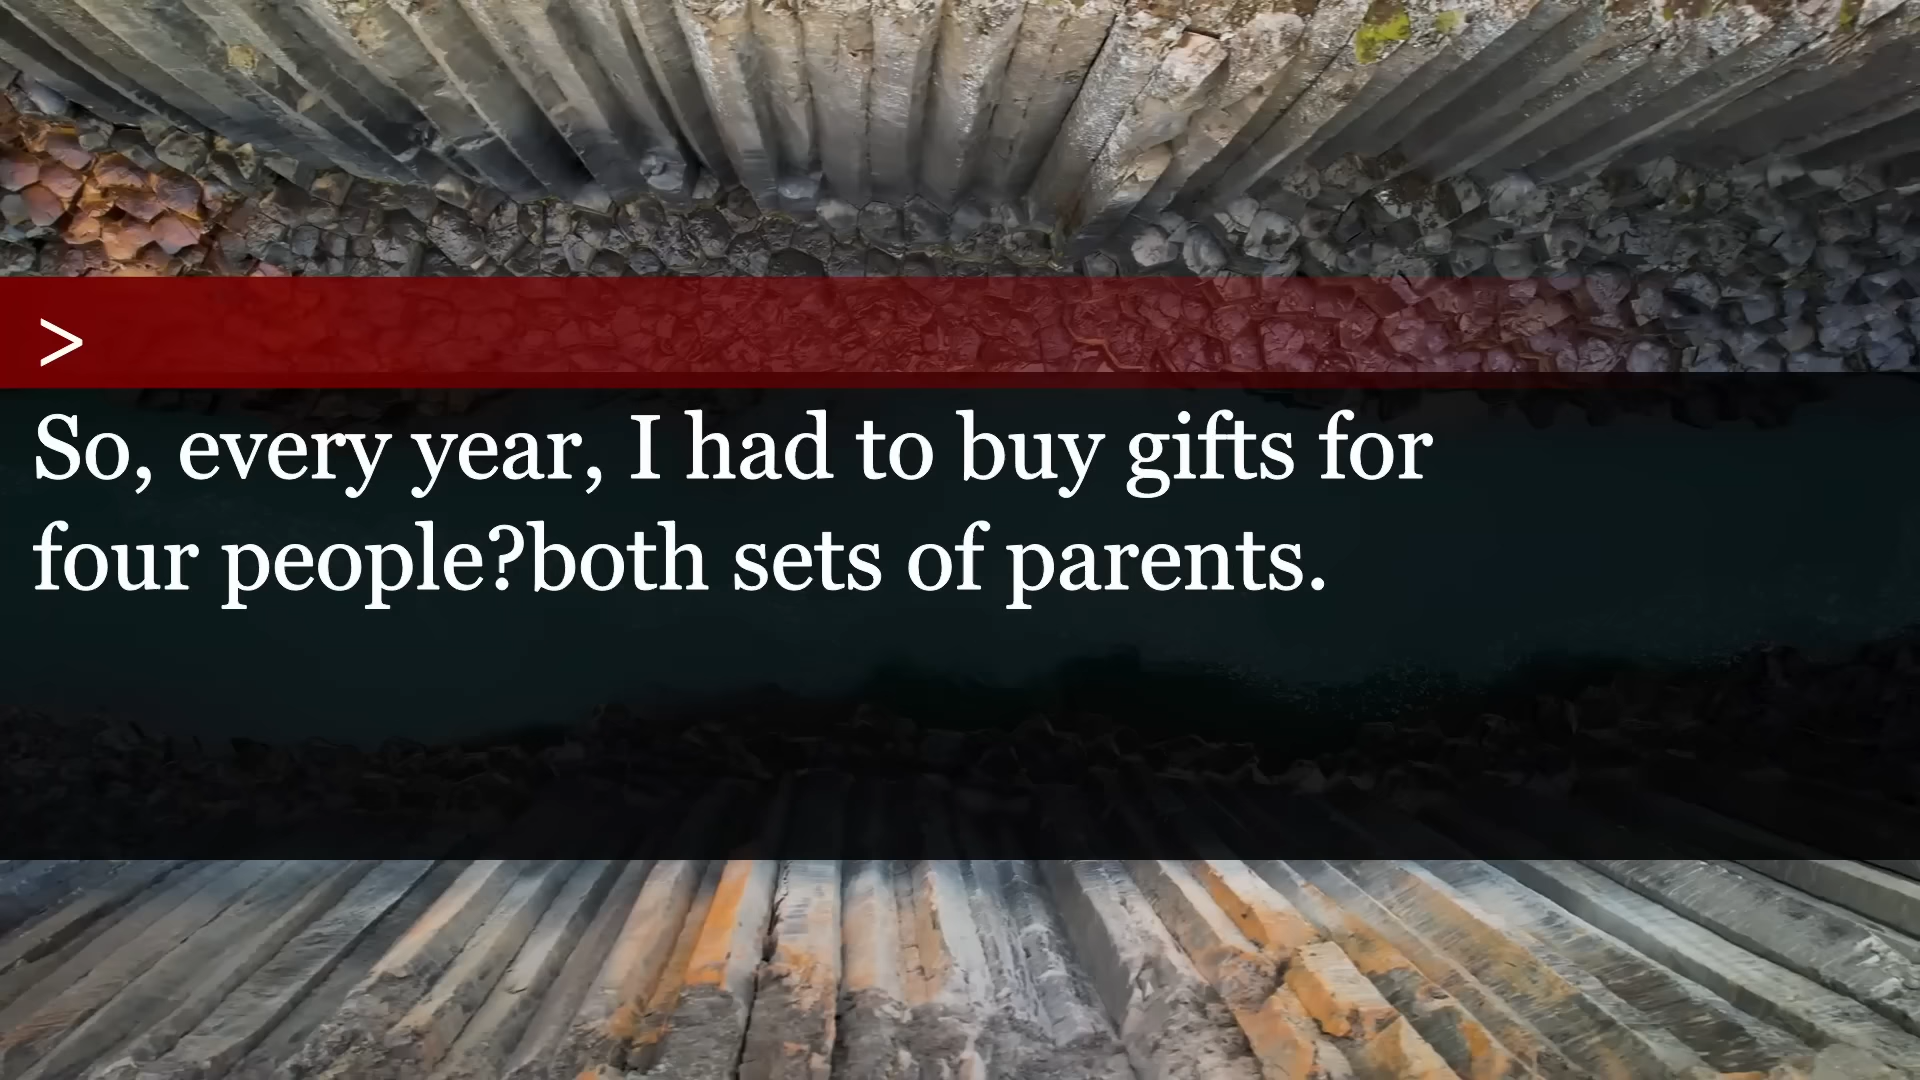 >
So, every year, I had to buy gifts for
four people?both sets of parents.